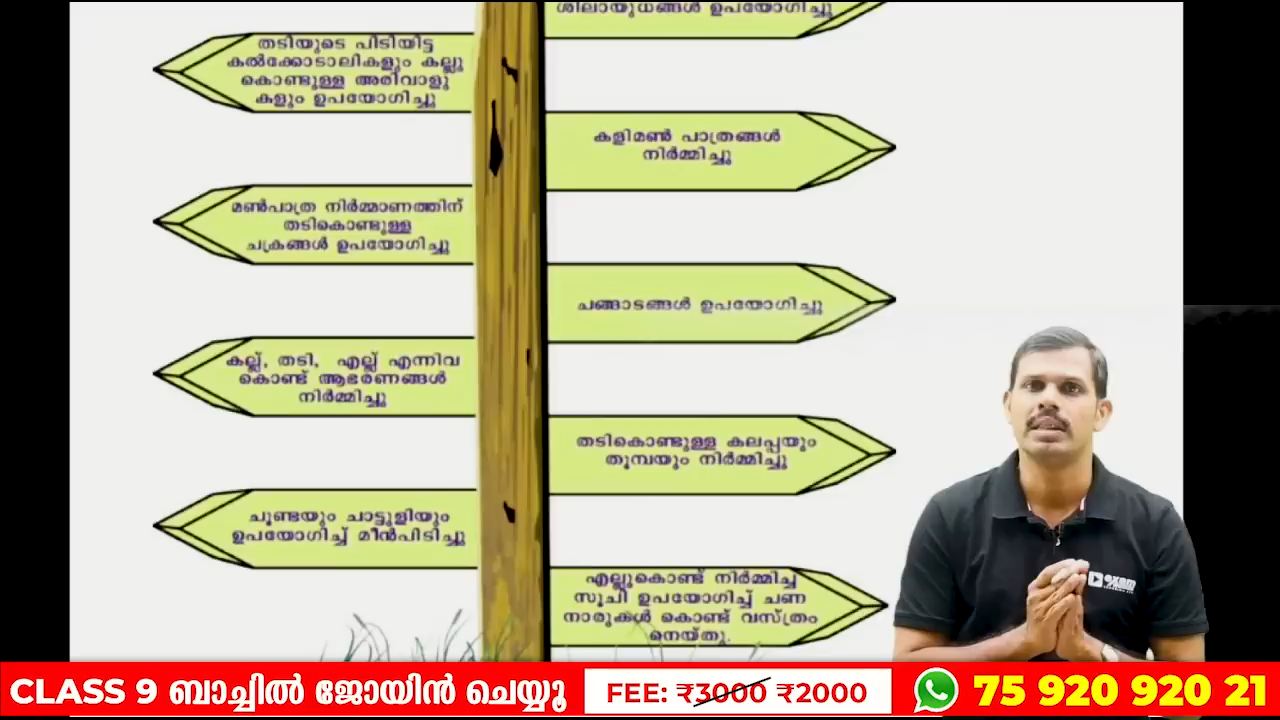 ശിലായുധങ്ങൾ ഉപയോഗിച്ചു
തടിയുടെ പിടിയിട്ട
കൽക്കോടാലികളും കല്ലു
കൊണ്ടുള്ള അരിവാളു
കളും ഉപയോഗിച്ചു
കളിമൺ പാത്രങ്ങൾ
നിർമ്മിച്ചു
മൺപാത്ര നിർമ്മാണത്തിന്
തടികൊണ്ടുള്ള
ചക്രങ്ങൾ ഉപയോഗിച്ചു
ചങ്ങാടങ്ങൾ ഉപയോഗിച്ചു
കല്ല്, തടി, എല്ല് എന്നിവ
കൊണ്ട് ആഭരണങ്ങൾ
നിർമ്മിച്ചു
തടികൊണ്ടുള്ള കലപ്പയും
തൂമ്പയും നിർമ്മിച്ചു
ചൂണ്ടയും ചാട്ടുളിയും
ഉപയോഗിച്ച് മീൻപിടിച്ചു
എല്ലുകൊണ്ട് നിർമ്മിച്ച
സൂചി ഉപയോഗിച്ച് ചണ
നാരുകൾ കൊണ്ട് വസ്ത്രം
നെയ്തു.
exam
CLASS 9 ബാച്ചിൽ ജോയിൻ ചെയ്യൂ
FEE: ₹3000 ₹2000
75 920 920 21